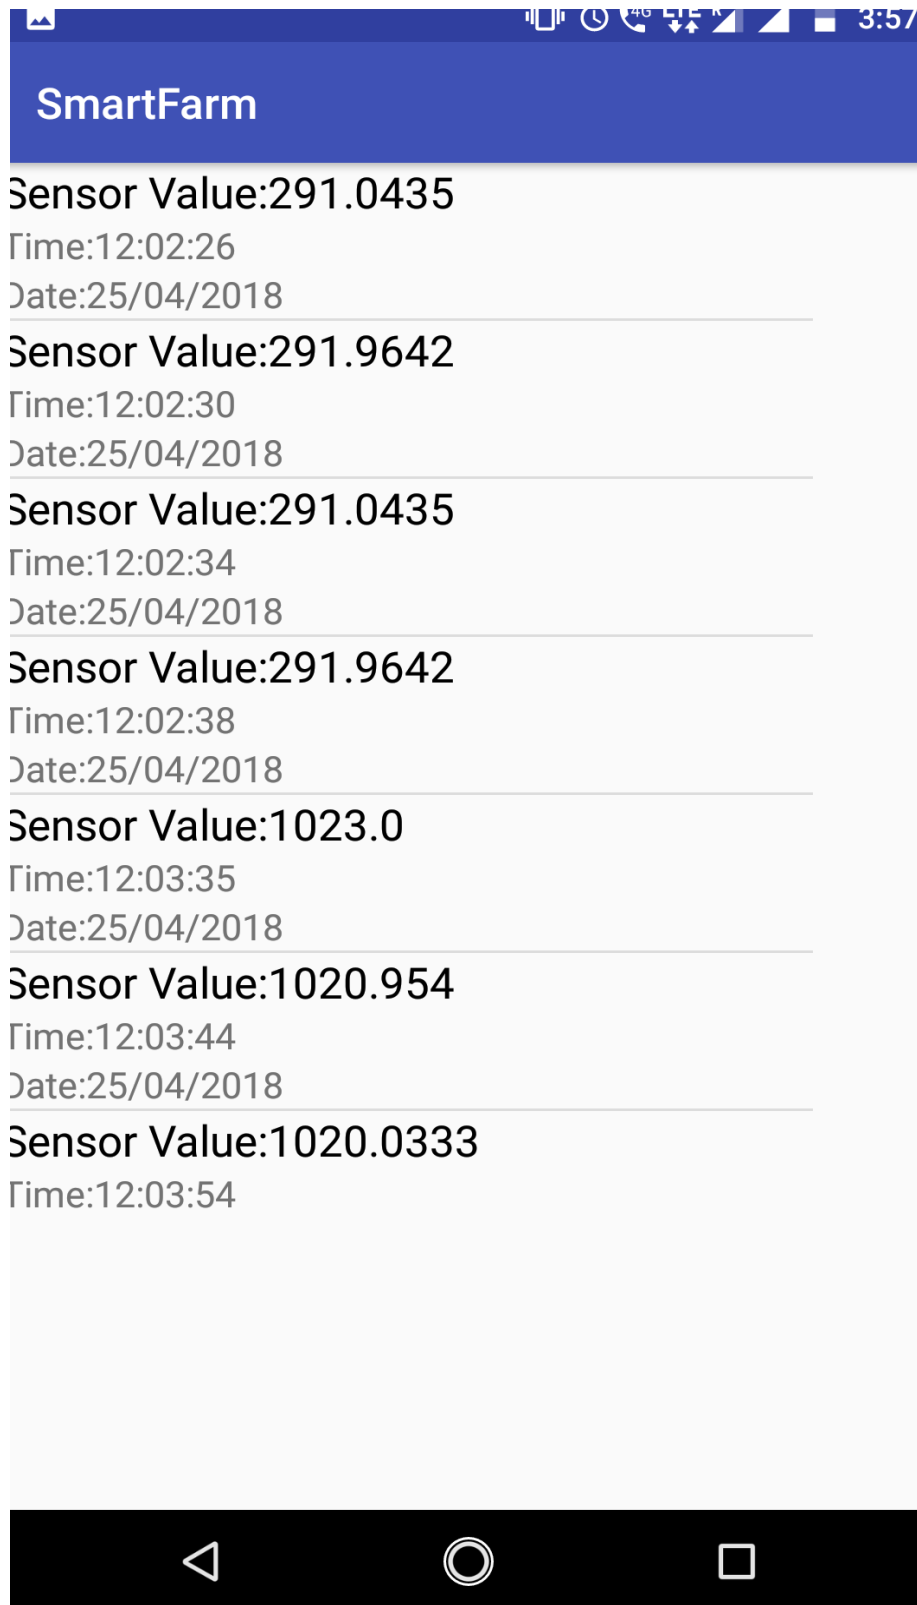 4G LTE R 3:57
SmartFarm
Sensor Value:291.0435
Time:12:02:26
Date:25/04/2018
Sensor Value:291.9642
Time:12:02:30
Date:25/04/2018
Sensor Value:291.0435
Time:12:02:34
Date:25/04/2018
Sensor Value:291.9642
Time:12:02:38
Date:25/04/2018
Sensor Value:1023.0
Time:12:03:35
Date:25/04/2018
Sensor Value:1020.954
Time:12:03:44
Date:25/04/2018
Sensor Value:1020.0333
Time:12:03:54